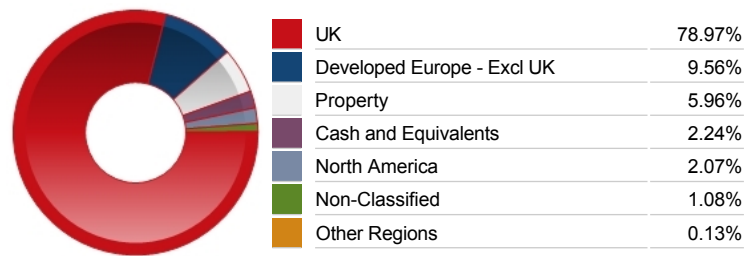 UK 78.97%
Developed Europe - Excl UK 9.56%
Property 5.96%
Cash and Equivalents 2.24%
North America 2.07%
Non-Classified 1.08%
Other Regions 0.13%